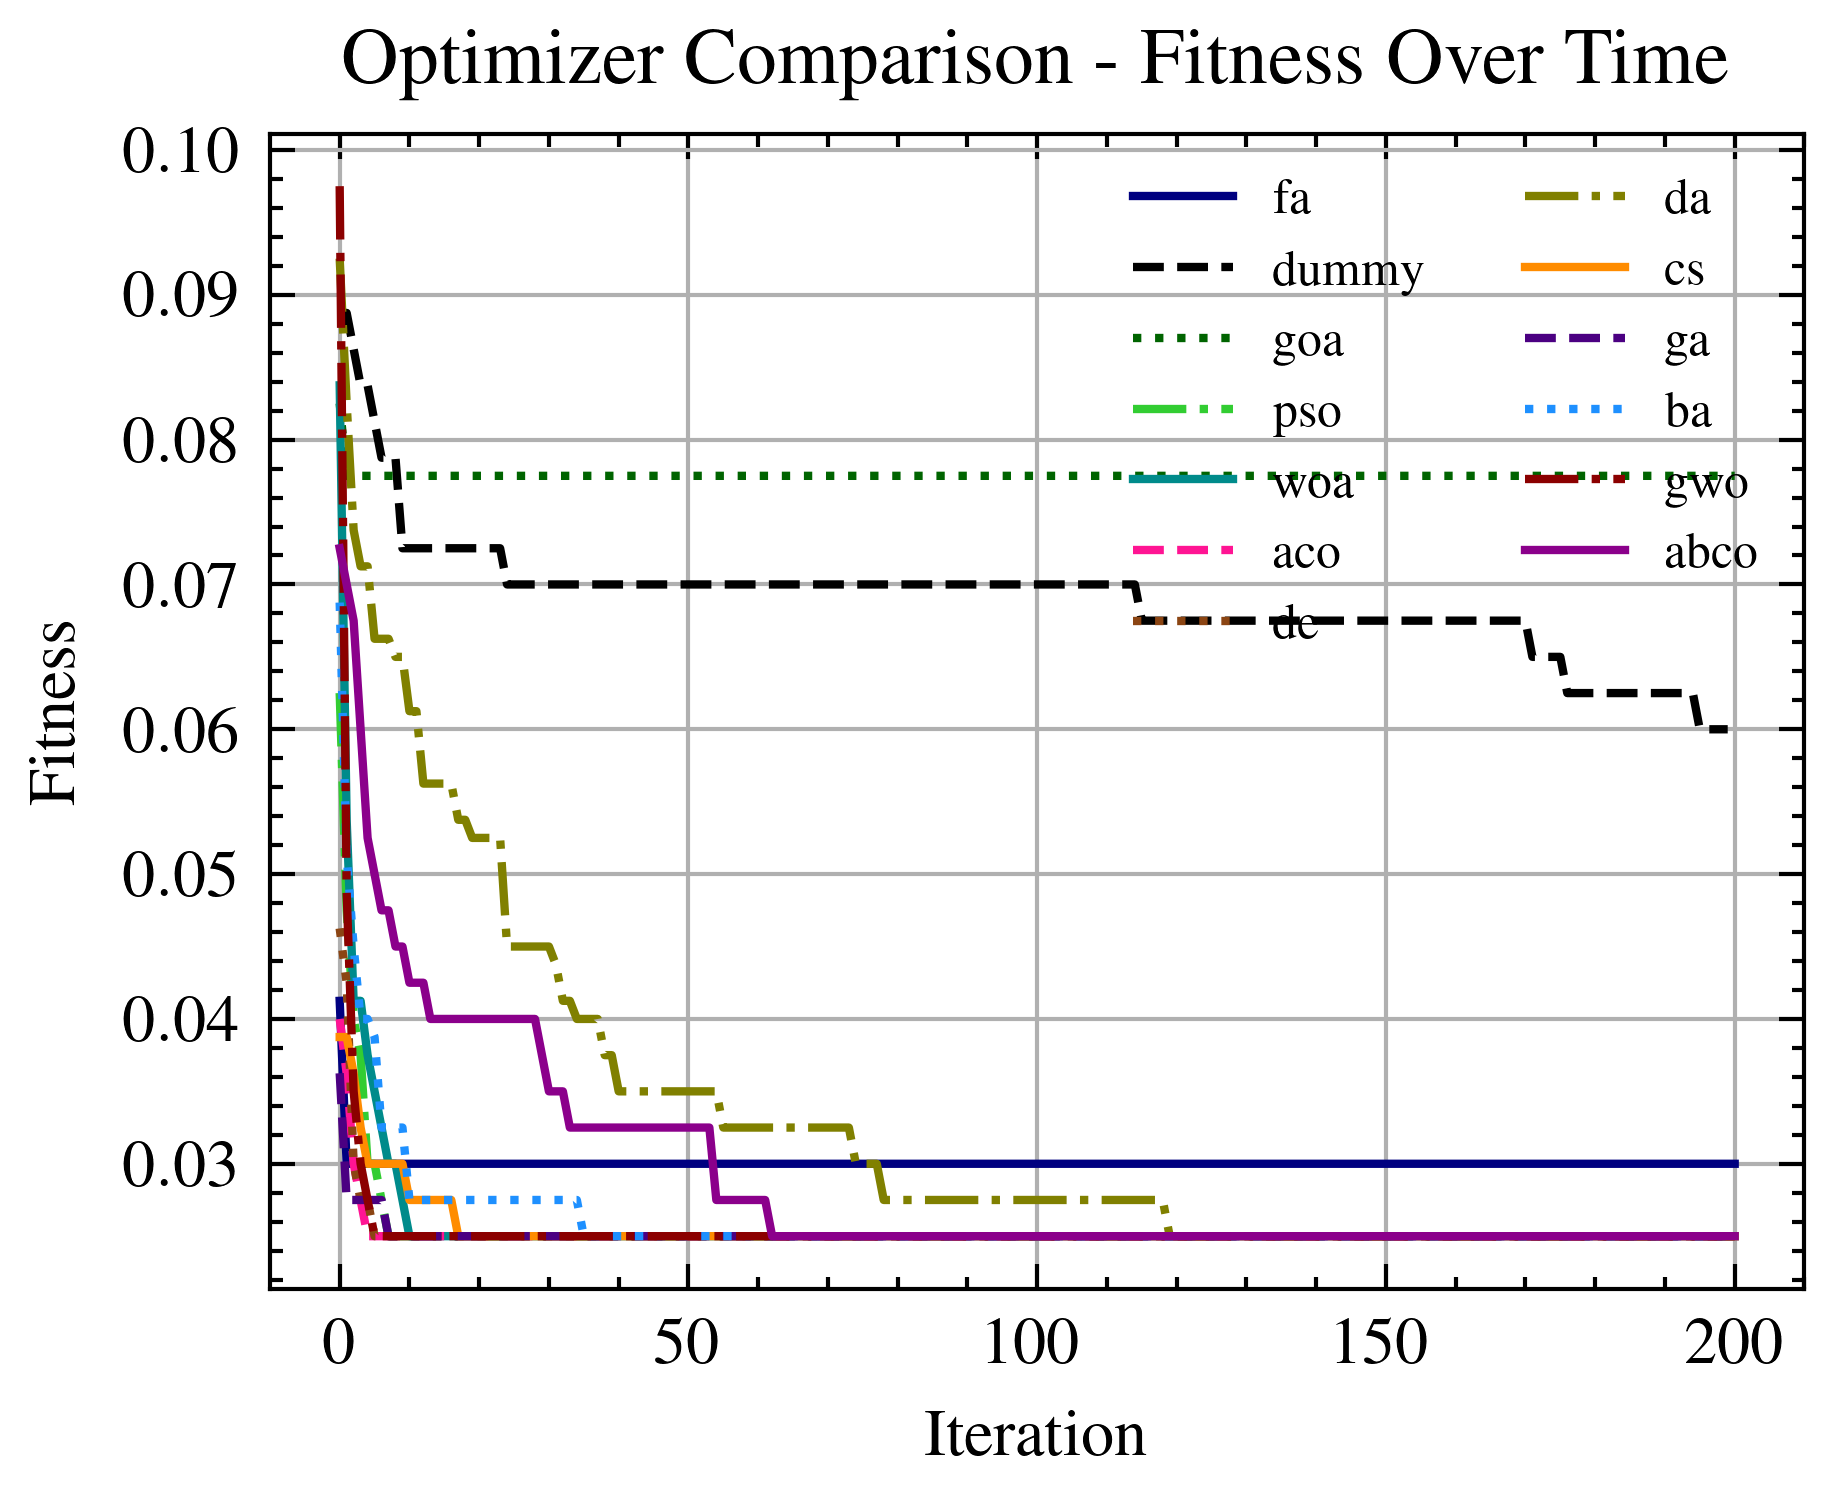 Optimizer Comparison - Fitness Over Time
0.10
0.09
0.08
0.07
0.06
0.05
0.04
0.03
Fitness
fa
dummy
goa
pso
woa
aco
de
da
cs
ga
ba
gwo
abco
0 50 100 150 200
Iteration